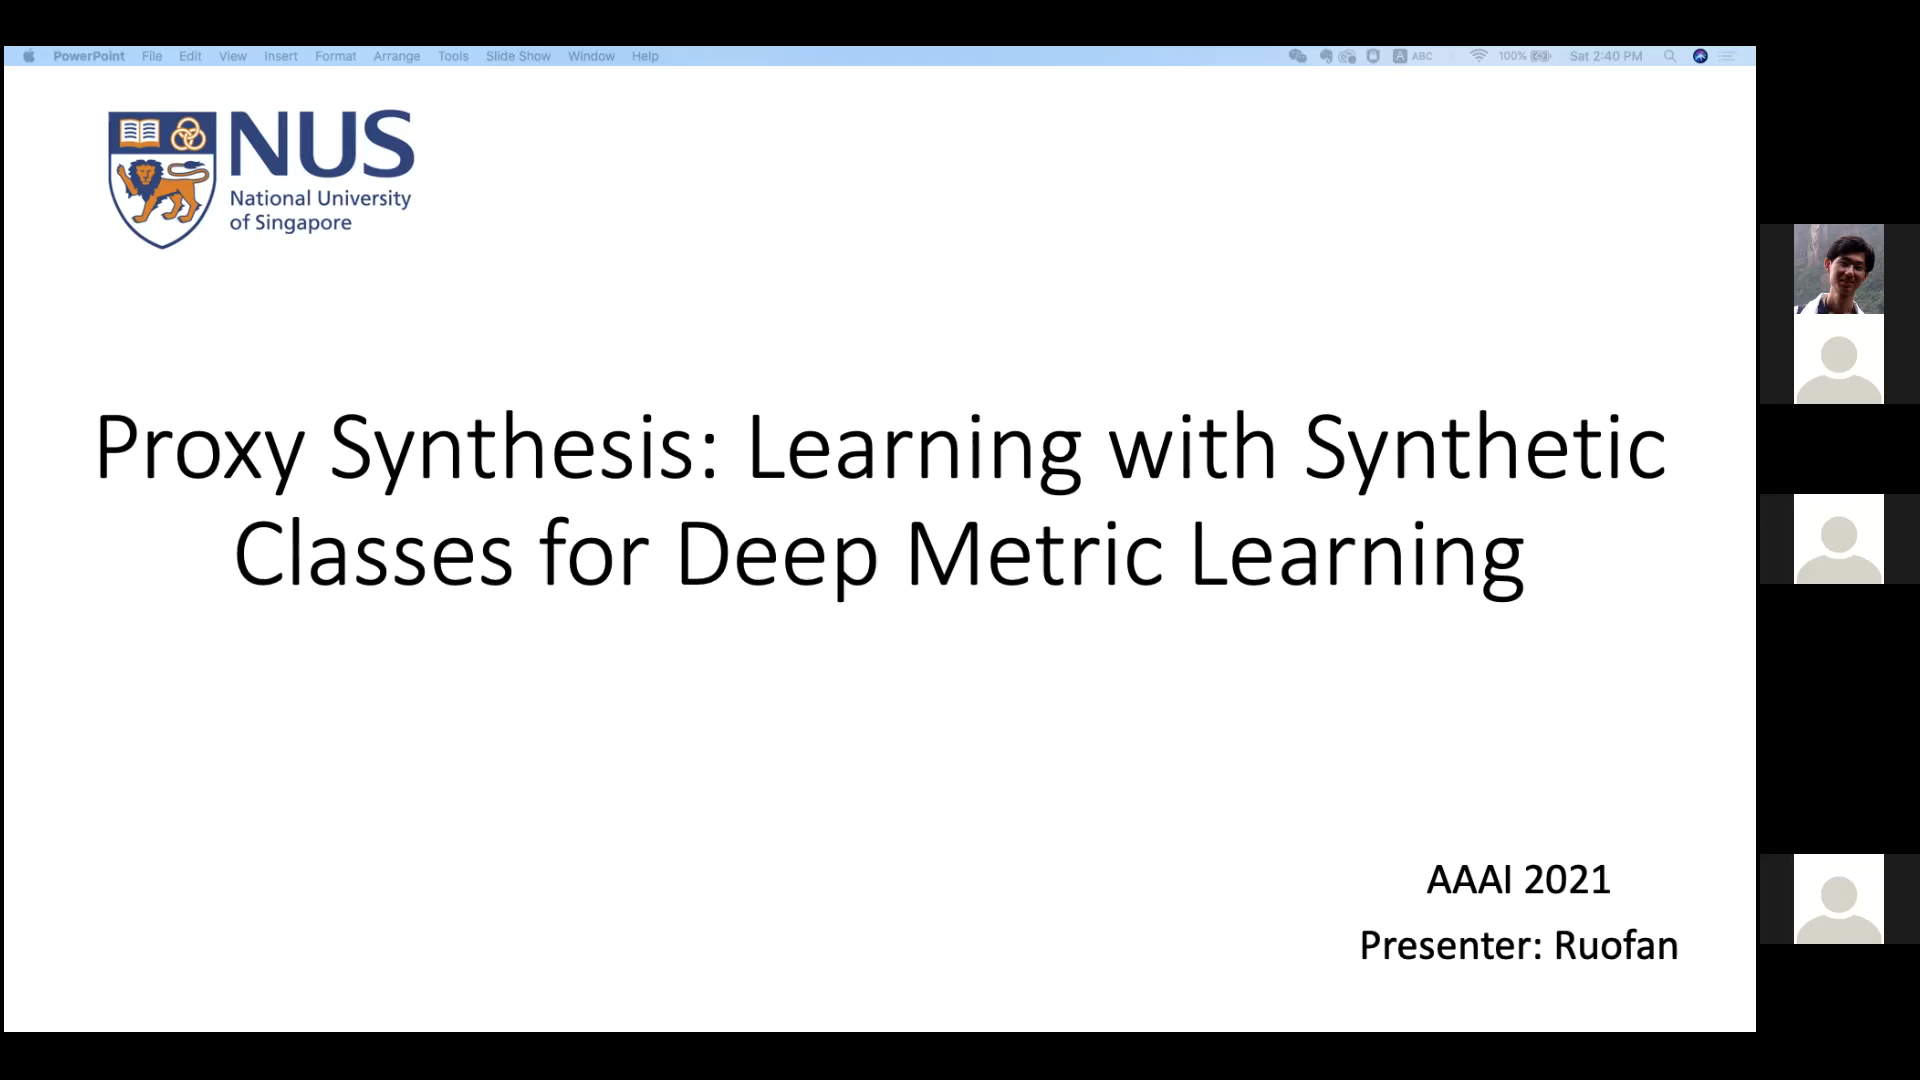 PowerPoint File Edit View Insert Format Arrange Tools Slide Show Window Help A ABC 100% Sat 2:40 PM
NUS
National University
of Singapore
Proxy Synthesis: Learning with Synthetic
Classes for Deep Metric Learning
AAAI 2021
Presenter: Ruofan